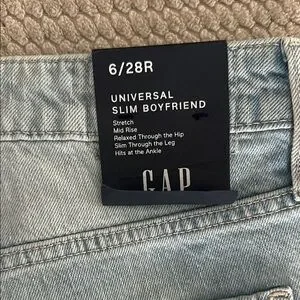 6/28R
UNIVERSAL
SLIM BOYFRIEND
Stretch
Mid Rise
Relaxed Through the Hip
Slim Through the Leg
Hits at the Ankle
GAP